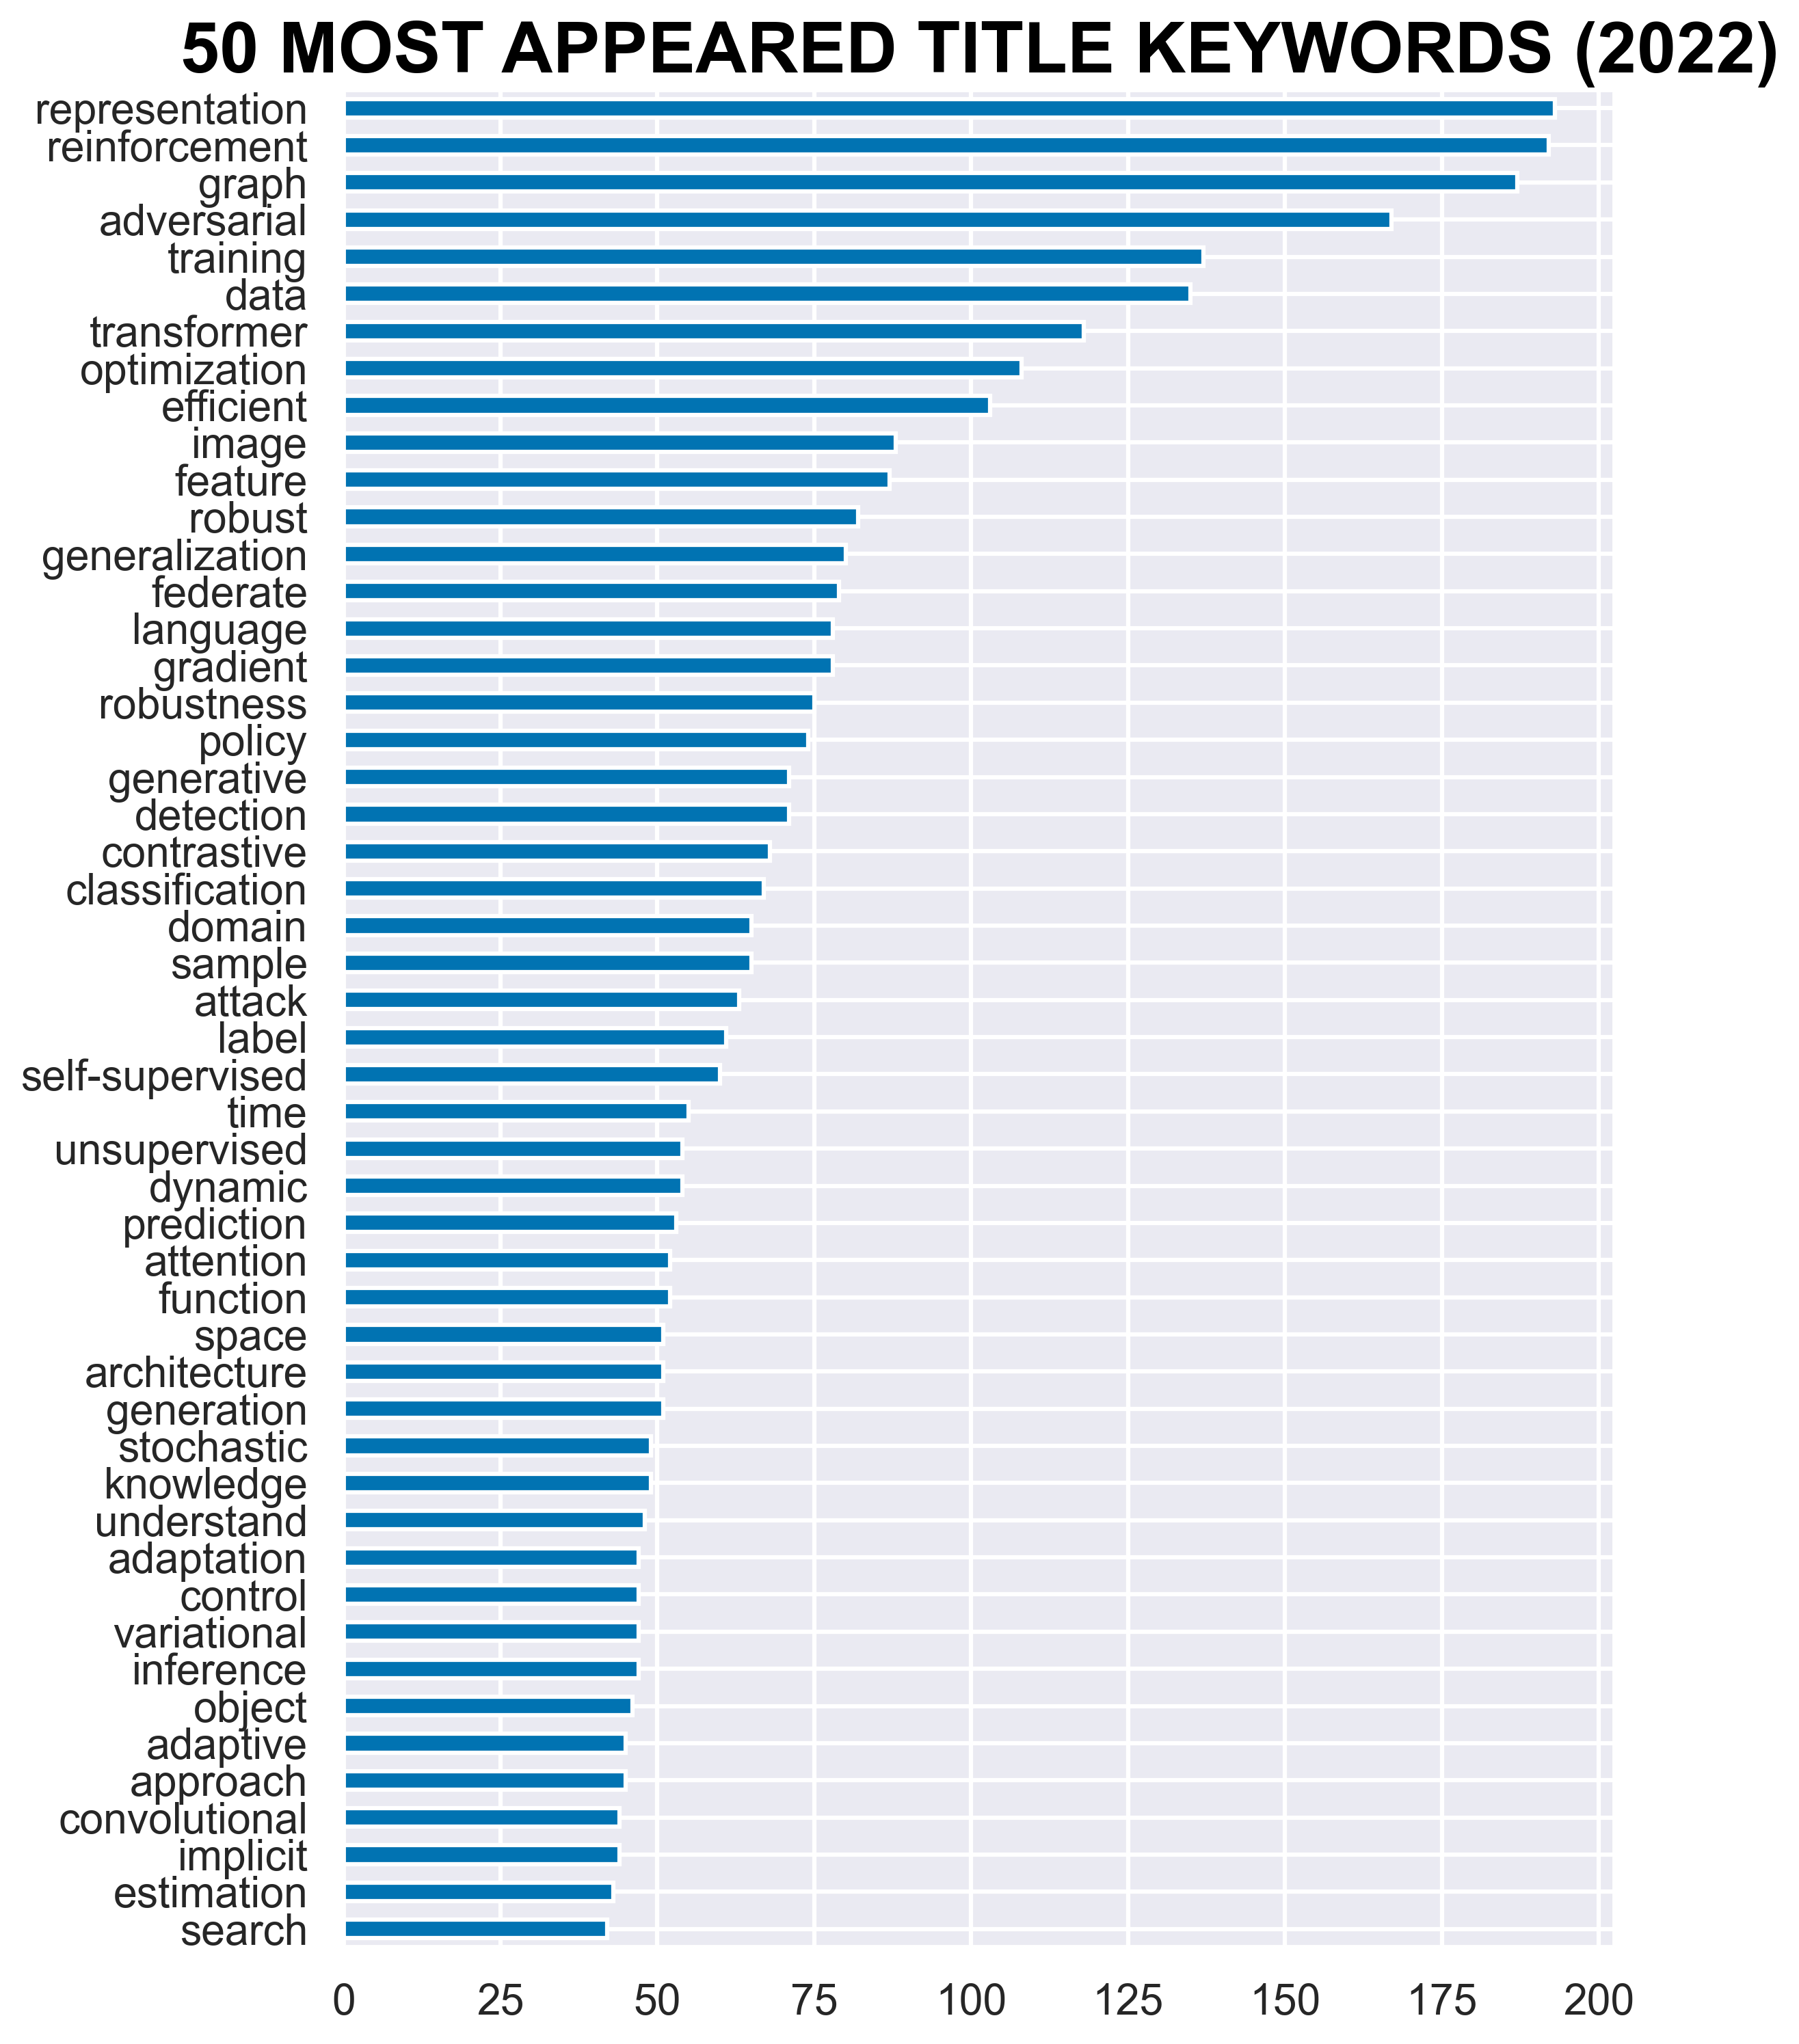 50 MOST APPEARED TITLE KEYWORDS (2022)
representation
reinforcement
graph
adversarial
training
data
transformer
optimization
efficient
image
feature
robust
generalization
federate
language
gradient
robustness
policy
generative
detection
contrastive
classification
domain
sample
attack
label
self-supervised
time
unsupervised
dynamic
prediction
attention
function
space
architecture
generation
stochastic
knowledge
understand
adaptation
control
variational
inference
object
adaptive
approach
convolutional
implicit
estimation
search
0 25 50 75 100 125 150 175 200